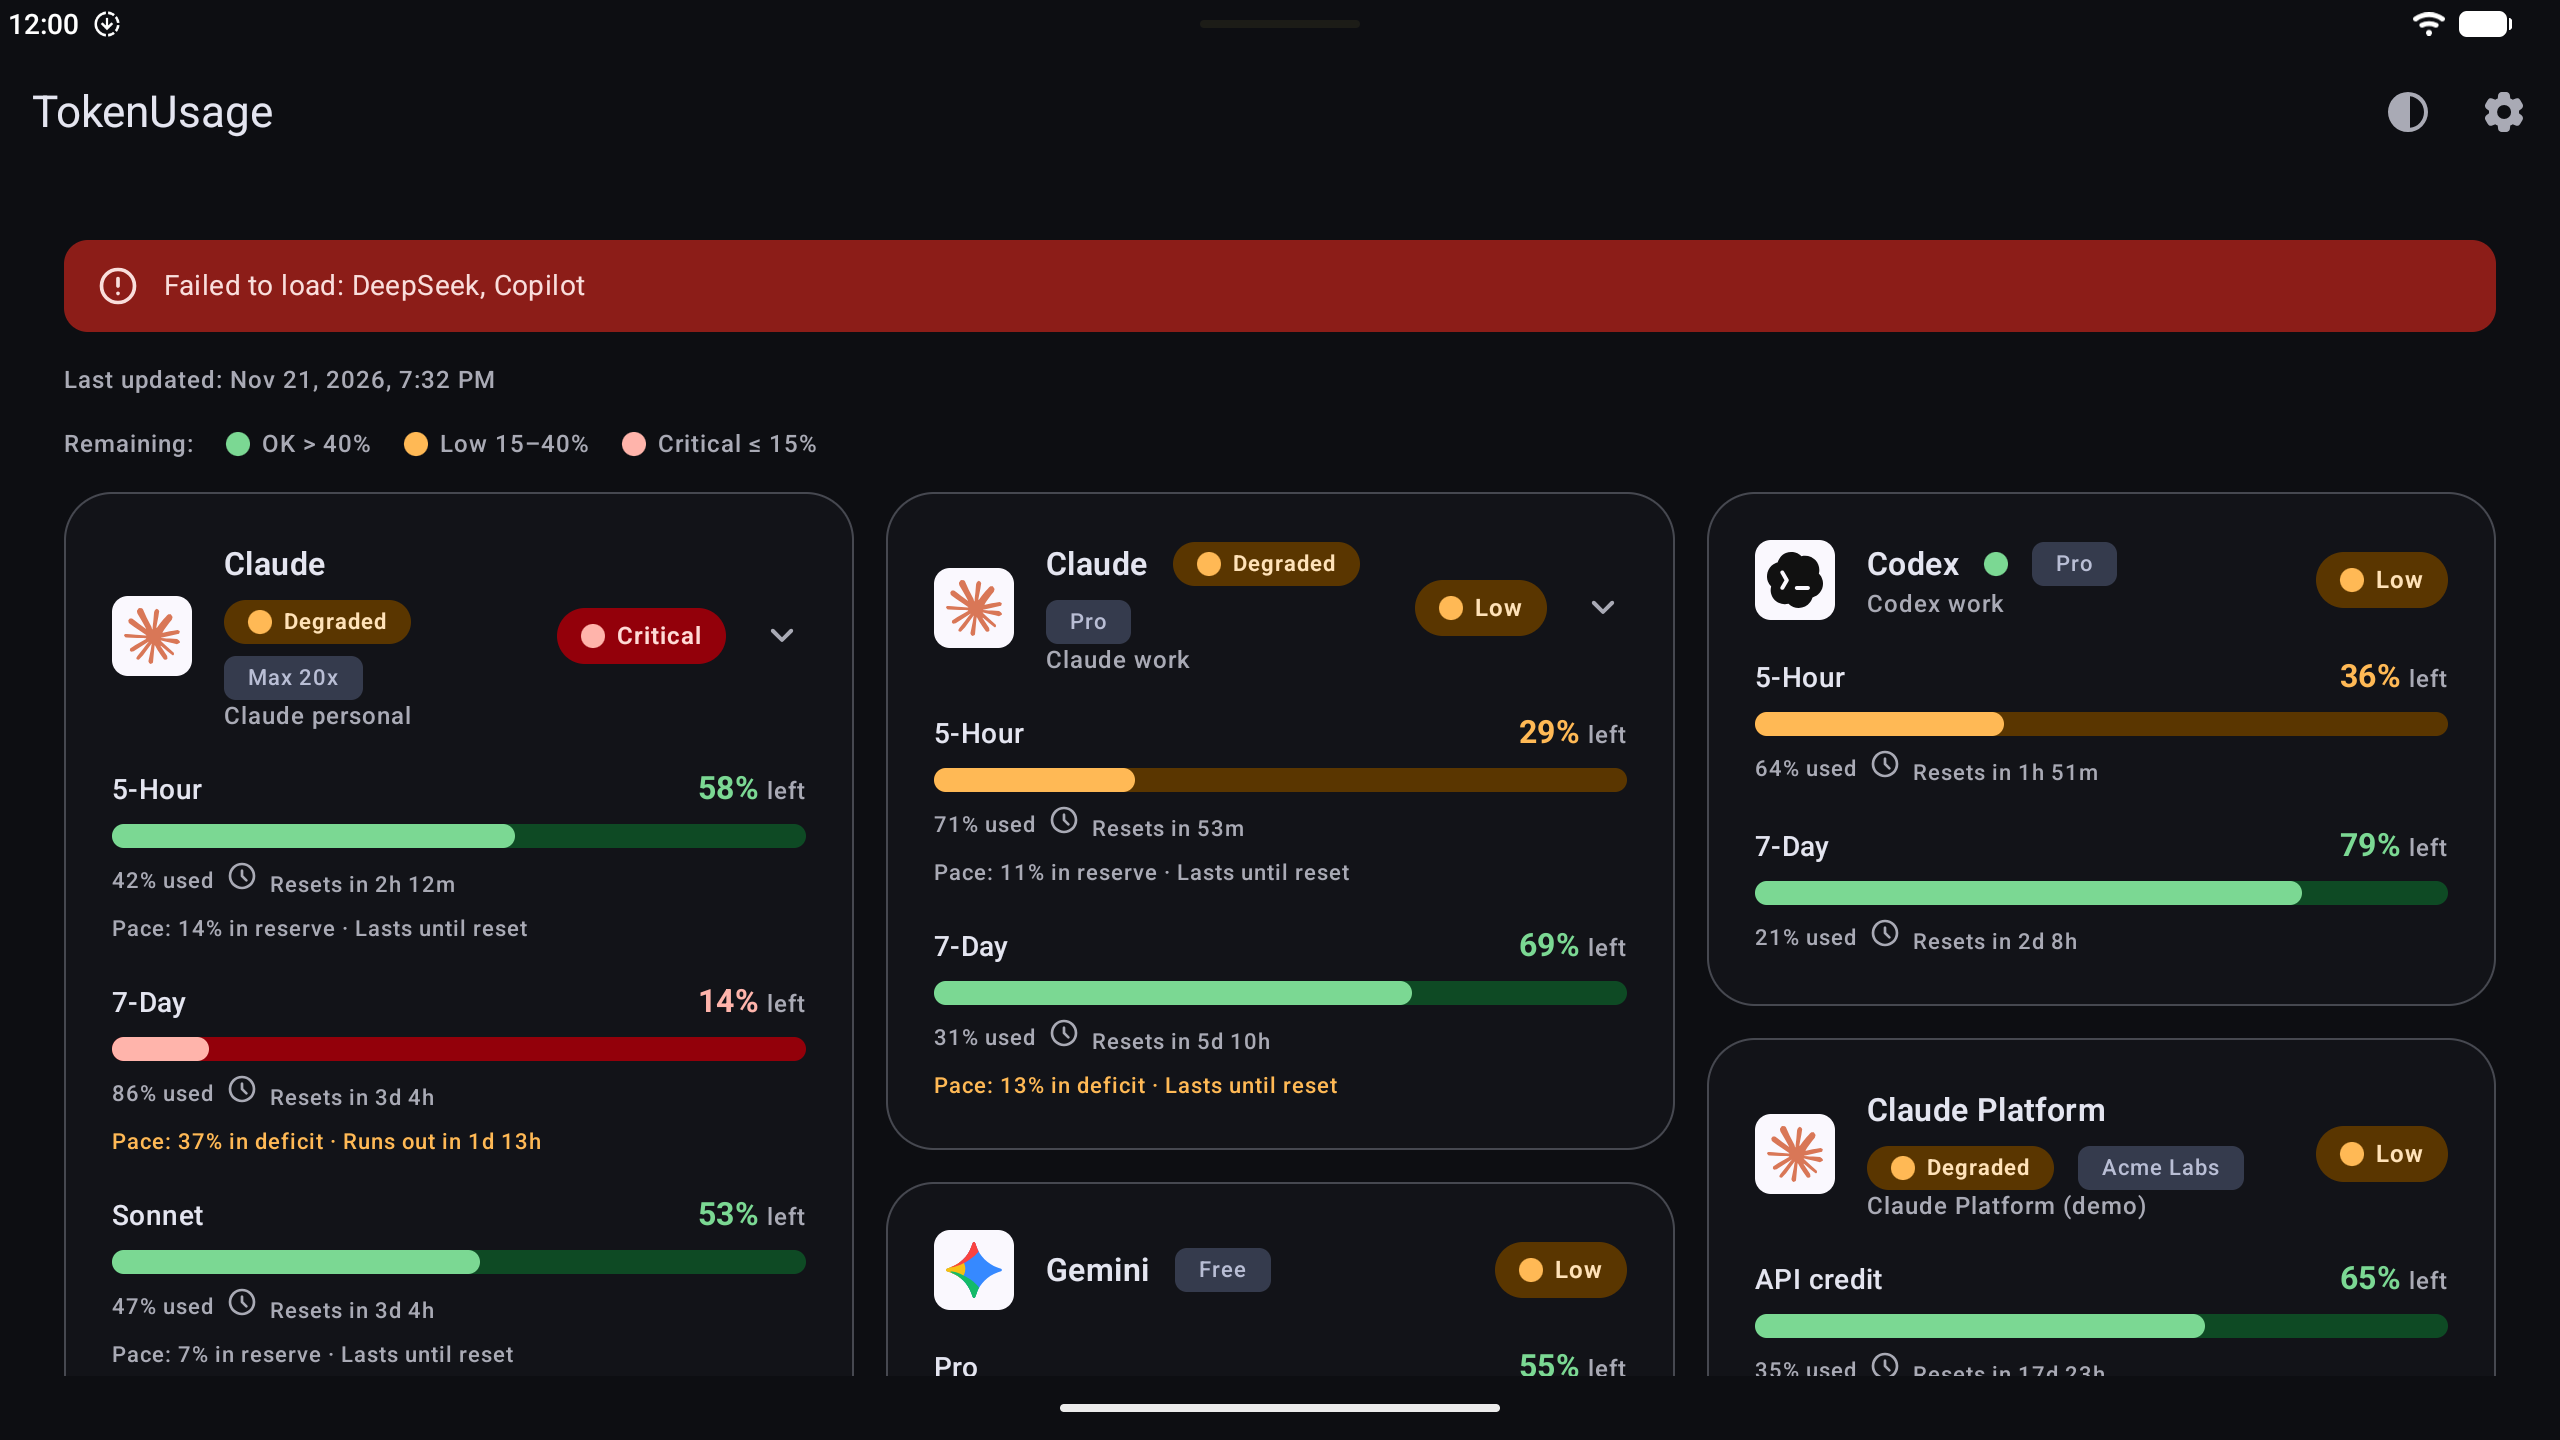 12:00
TokenUsage
Failed to load: DeepSeek, Copilot
Last updated: Nov 21, 2026, 7:32 PM
Remaining: OK > 40% Low 15–40% Critical ≤ 15%
Claude
Degraded
Max 20x
Claude personal
Critical
5-Hour 58% left
42% used Resets in 2h 12m
Pace: 14% in reserve · Lasts until reset
7-Day 14% left
86% used Resets in 3d 4h
Pace: 37% in deficit · Runs out in 1d 13h
Sonnet 53% left
47% used Resets in 3d 4h
Pace: 7% in reserve · Lasts until reset
Claude Degraded
Pro
Claude work
Low
5-Hour 29% left
71% used Resets in 53m
Pace: 11% in reserve · Lasts until reset
7-Day 69% left
31% used Resets in 5d 10h
Pace: 13% in deficit · Lasts until reset
Gemini Free Low
Pro 55% left
Codex Pro Low
Codex work
5-Hour 36% left
64% used Resets in 1h 51m
7-Day 79% left
21% used Resets in 2d 8h
Claude Platform
Degraded Acme Labs Low
Claude Platform (demo)
API credit 65% left
35% used Resets in 17d 23h